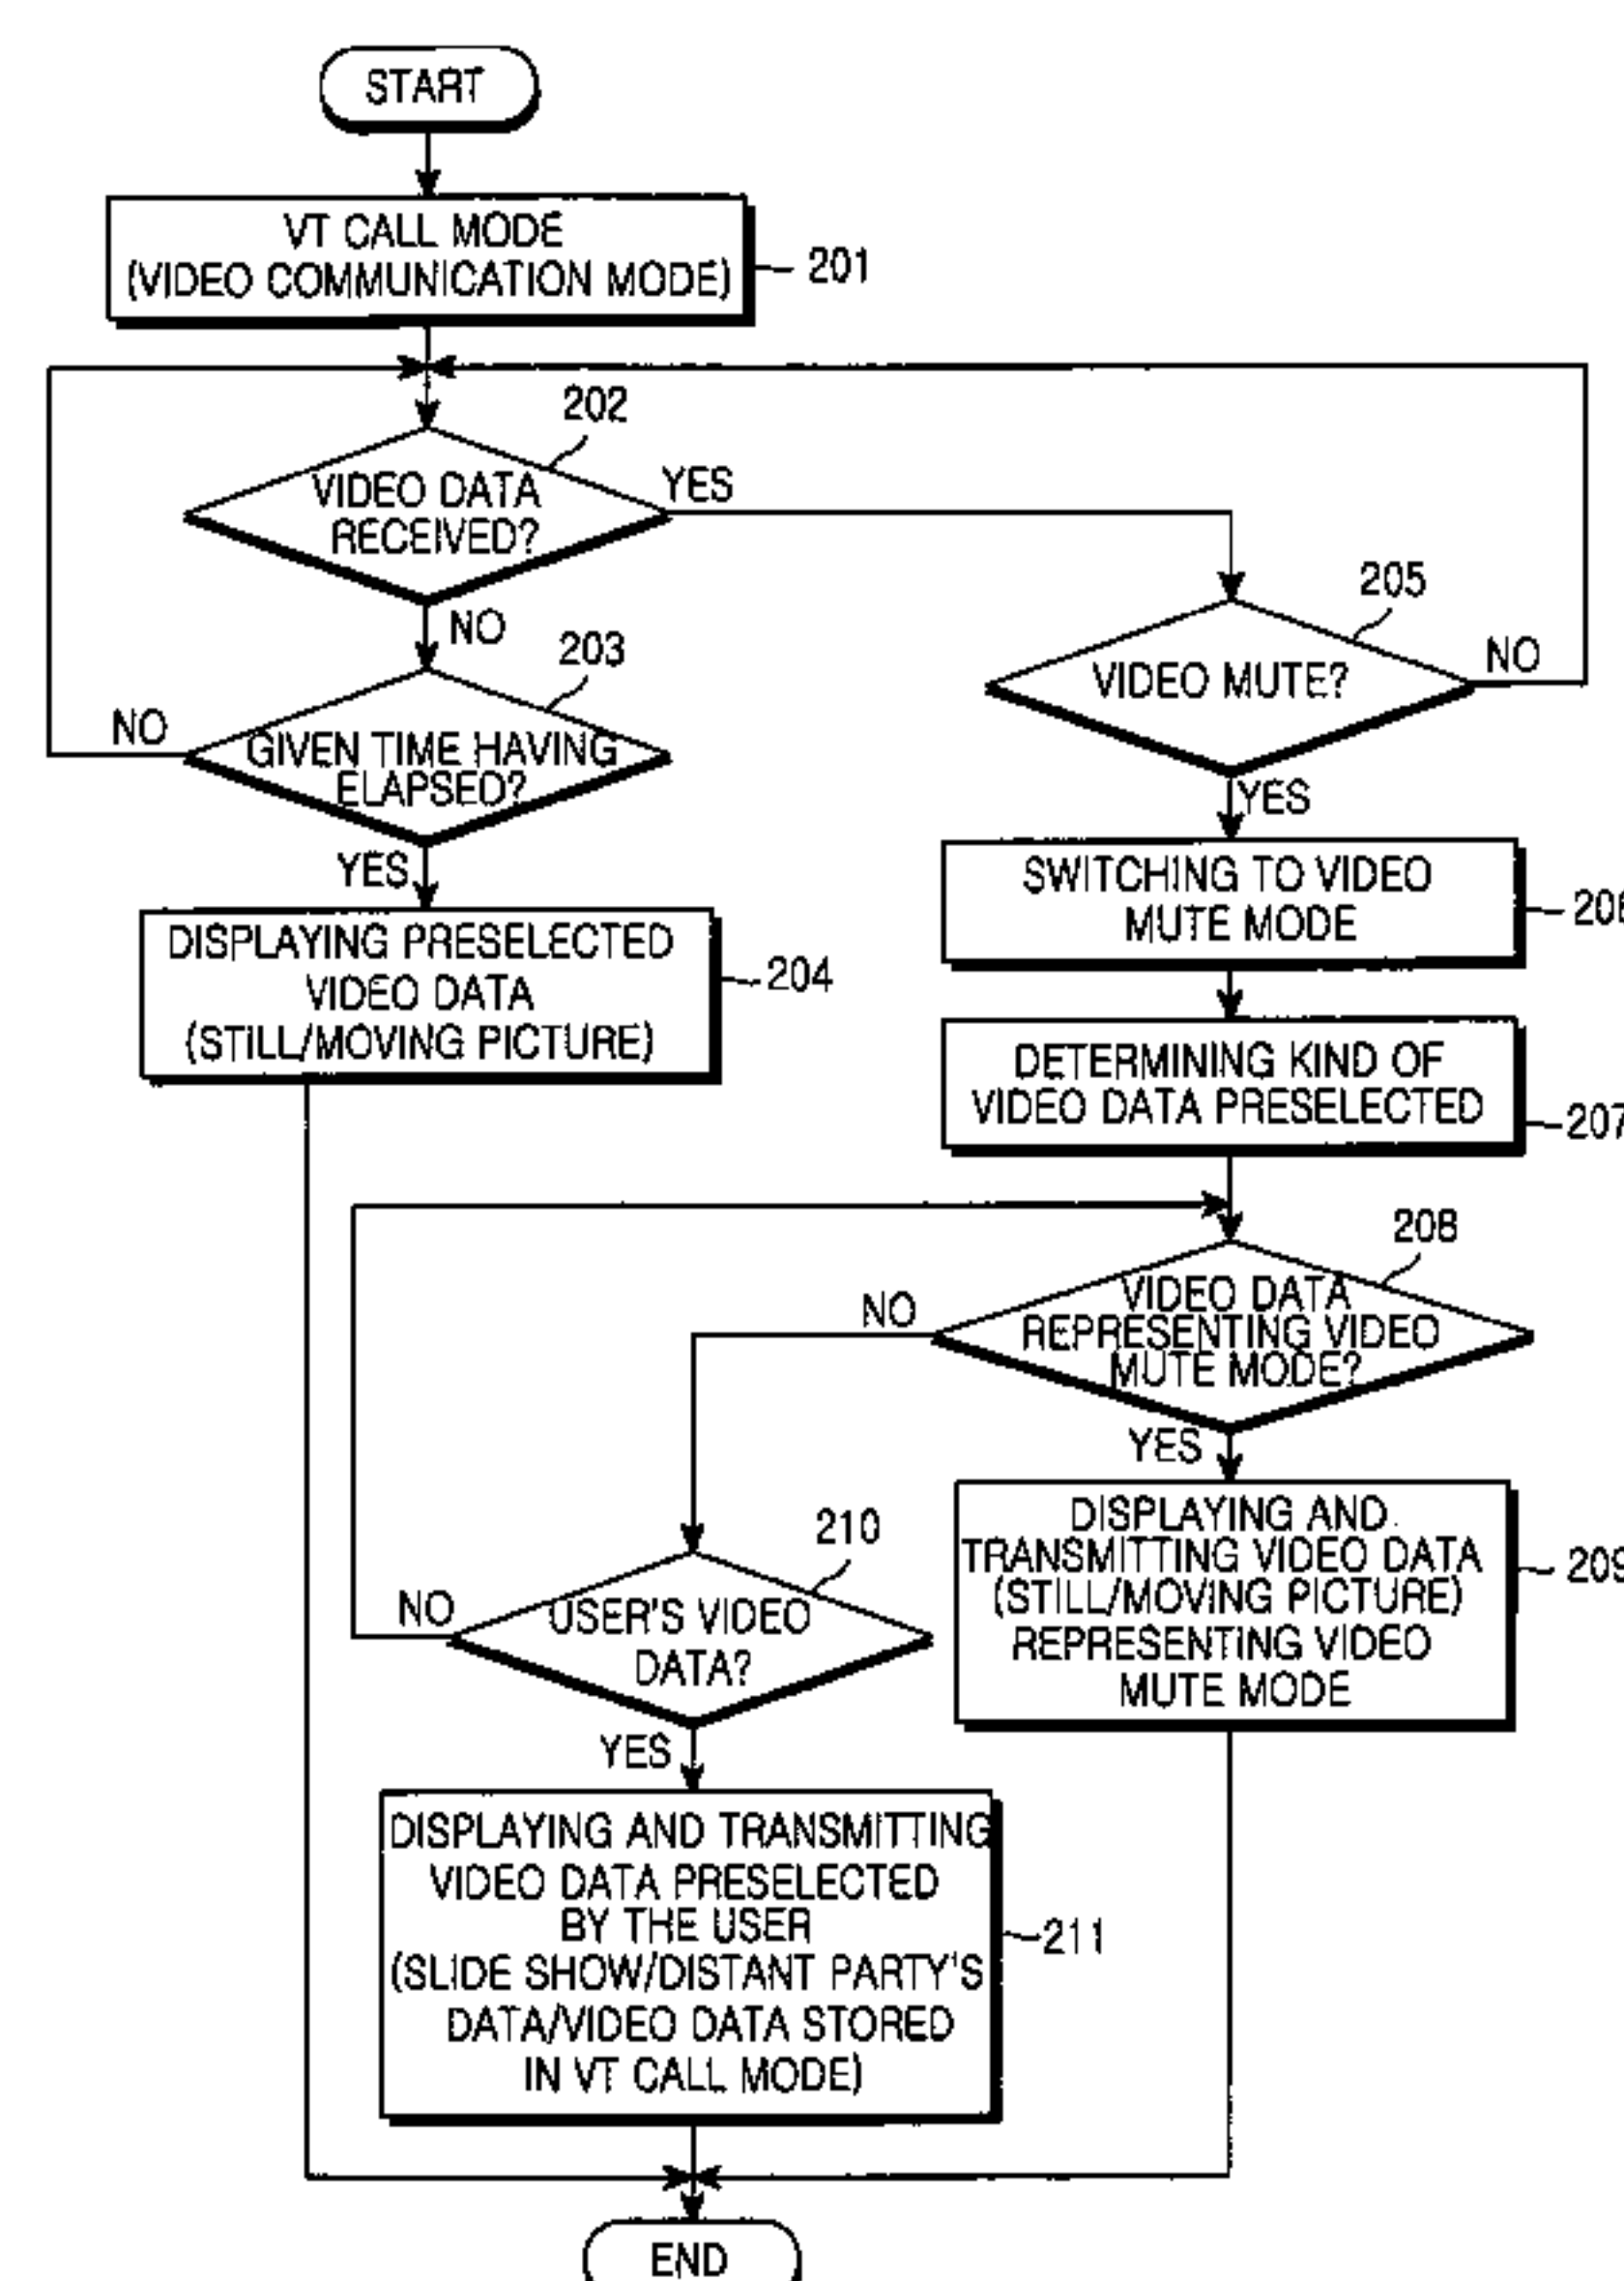 START
VT CALL MODE
(VIDEO COMMUNICATION MODE)
201
202
VIDEO DATA
RECEIVED?
YES
NO
203
GIVEN TIME HAVING
ELAPSED?
NO
YES
DISPLAYING PRESELECTED
VIDEO DATA
(STILL/MOVING PICTURE)
204
205
VIDEO MUTE?
NO
YES
SWITCHING TO VIDEO
MUTE MODE
206
DETERMINING KIND OF
VIDEO DATA PRESELECTED
207
208
VIDEO DATA
REPRESENTING VIDEO
MUTE MODE?
NO
YES
DISPLAYING AND
TRANSMITTING VIDEO DATA
(STILL/MOVING PICTURE)
REPRESENTING VIDEO
MUTE MODE
209
210
USER'S VIDEO
DATA?
NO
YES
DISPLAYING AND TRANSMITTING
VIDEO DATA PRESELECTED
BY THE USER
(SLIDE SHOW/DISTANT PARTY'S
DATA/VIDEO DATA STORED
IN VT CALL MODE)
211
END